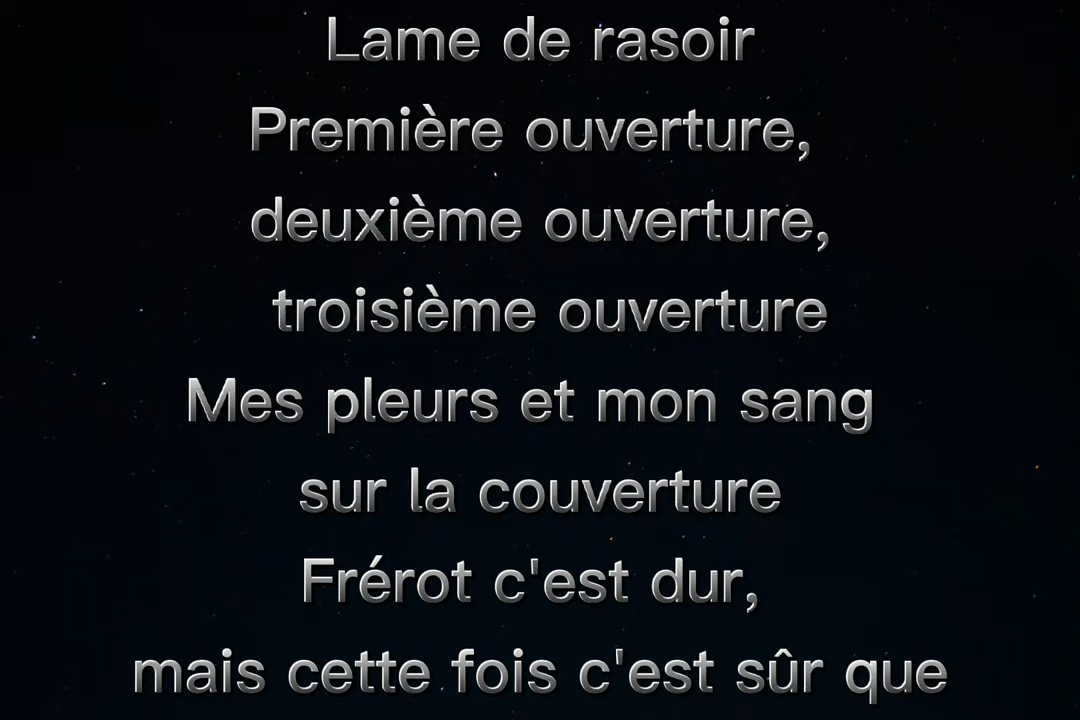 Lame de rasoir
Première ouverture,
deuxième ouverture,
troisième ouverture
Mes pleurs et mon sang
sur la couverture
Frérot c'est dur,
mais cette fois c'est sûr que